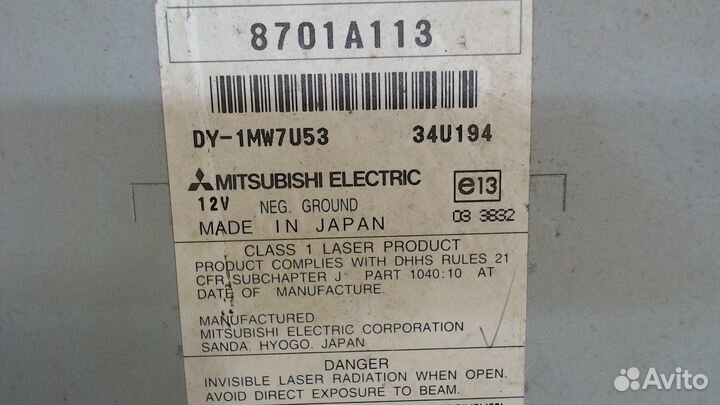 8701A113
DY-1MW7U53 34U194
MITSUBISHI ELECTRIC e13
12V NEG. GROUND 03 3832
MADE IN JAPAN
CLASS 1 LASER PRODUCT
PRODUCT COMPLIES WITH DHHS RULES 21
CFR SUBCHAPTER J PART 1040:10 AT
DATE OF MANUFACTURE.
MANUFACTURED
MITSUBISHI ELECTRIC CORPORATION
SANDA. HYOGO. JAPAN
DANGER
INVISIBLE LASER RADIATION WHEN OPEN.
AVOID DIRECT EXPOSURE TO BEAM.
Avito